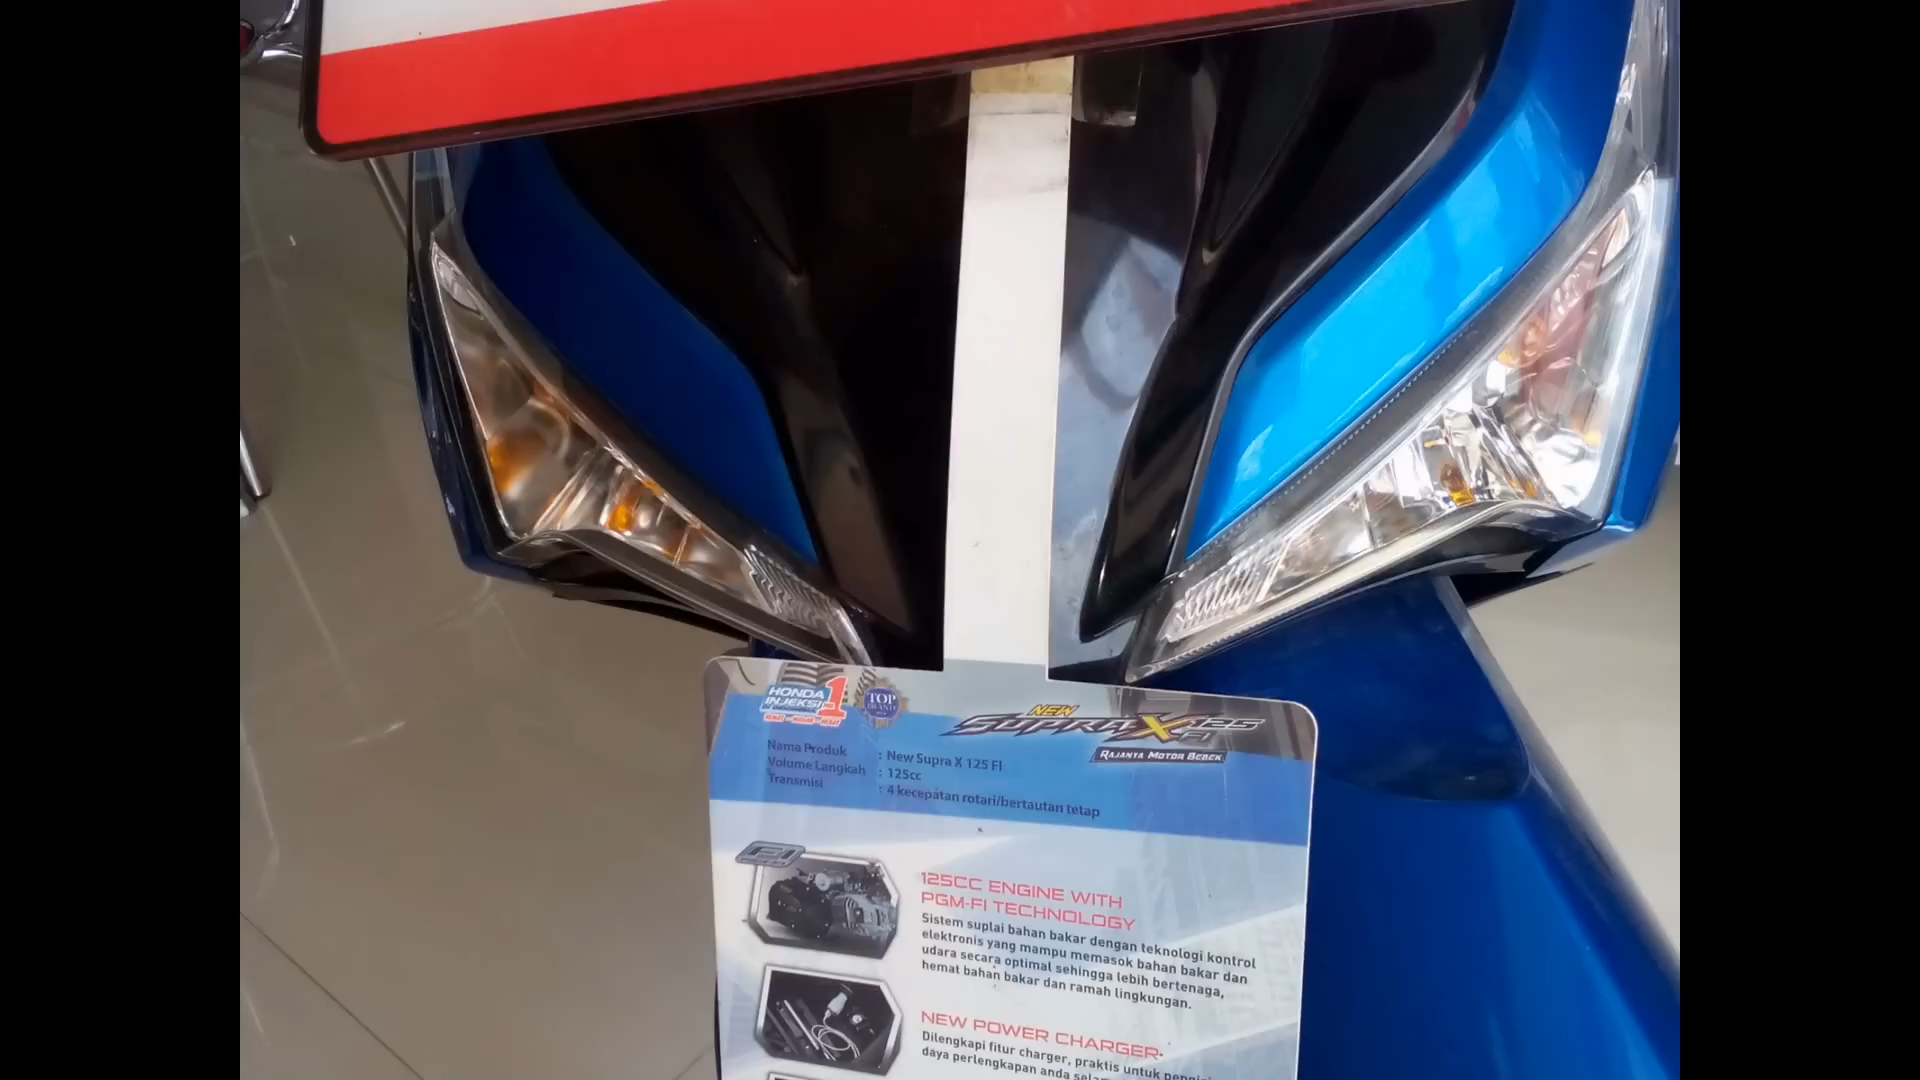 HONDA
INJEKSI 1
TOP
BRAND
NEW
SUPRA X 125
FI
RAJANYA MOTOR BEBEK
Nama Produk : New Supra X 125 FI
Volume Langkah : 125cc
Transmisi : 4 kecepatan rotari/bertautan tetap
FI
125CC ENGINE WITH
PGM-FI TECHNOLOGY
Sistem suplai bahan bakar dengan teknologi kontrol
elektronis yang mampu memasok bahan bakar dan
udara secara optimal sehingga lebih bertenaga,
hemat bahan bakar dan ramah lingkungan.
NEW POWER CHARGER
Dilengkapi fitur charger, praktis untuk
daya perlengkapan anda